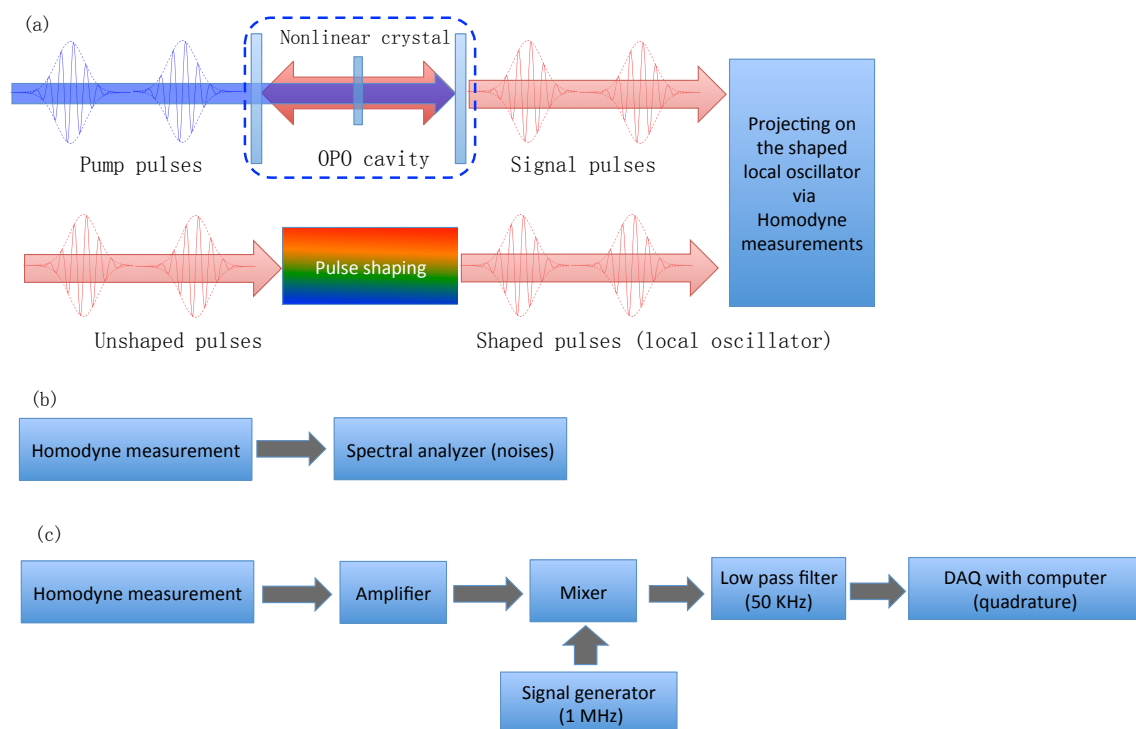 (a)
Nonlinear crystal
Pump pulses
OPO cavity
Signal pulses
Projecting on
the shaped
local oscillator
via
Homodyne
measurements
Pulse shaping
Unshaped pulses
Shaped pulses (local oscillator)
(b)
Homodyne measurement
Spectral analyzer (noises)
(c)
Homodyne measurement
Amplifier
Mixer
Low pass filter
(50 KHz)
DAQ with computer
(quadrature)
Signal generator
(1 MHz)